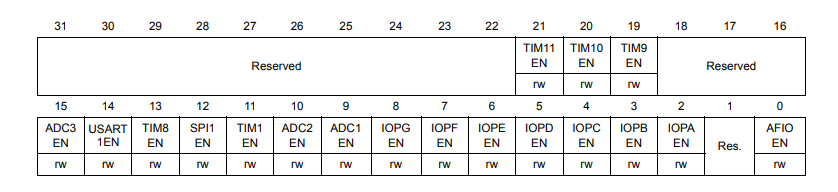 31 30 29 28 27 26 25 24 23 22 21 20 19 18 17 16
Reserved TIM11 EN TIM10 EN TIM9 EN Reserved
rw rw rw
15 14 13 12 11 10 9 8 7 6 5 4 3 2 1 0
ADC3 EN USART 1EN TIM8 EN SPI1 EN TIM1 EN ADC2 EN ADC1 EN IOPG EN IOPF EN IOPE EN IOPD EN IOPC EN IOPB EN IOPA EN Res. AFIO EN
rw rw rw rw rw rw rw rw rw rw rw rw rw rw rw